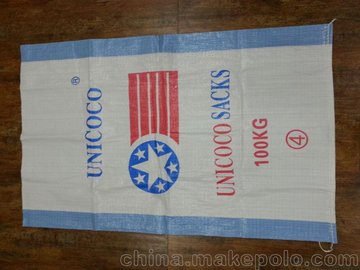 UNICOCO ®
UNICOCO SACKS
100KG
④
china.makepolo.com